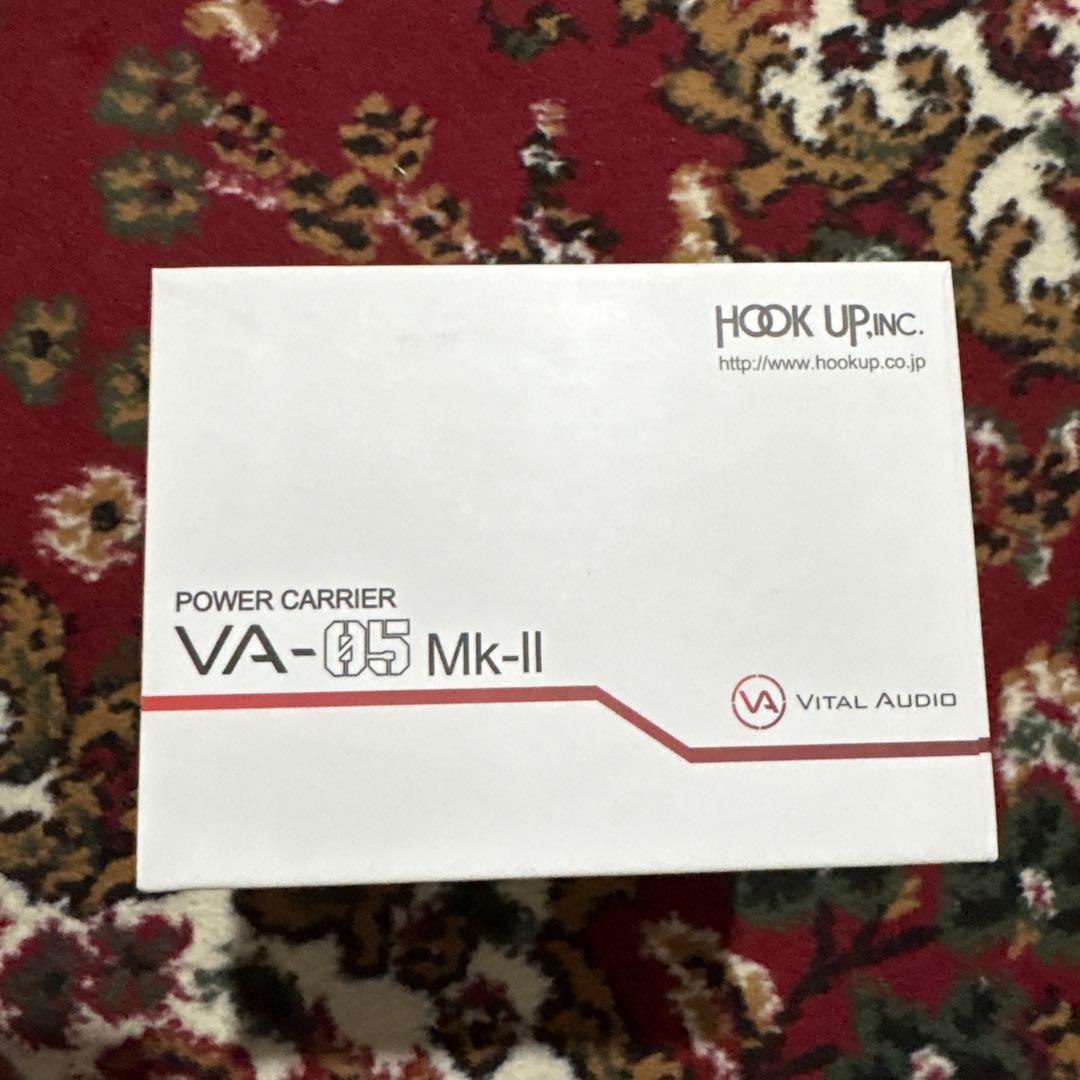 HOOK UP,INC.
http://www.hookup.co.jp
POWER CARRIER
VA-05 Mk-II
VA VITAL AUDIO